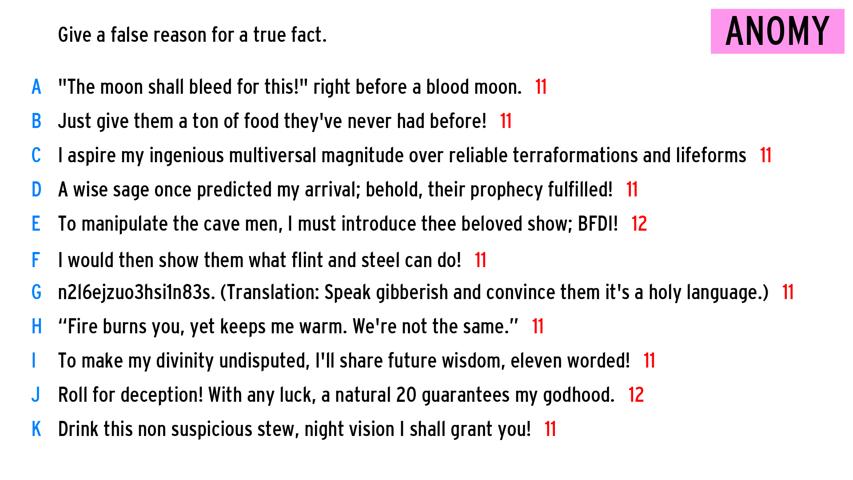 Give a false reason for a true fact.
ANOMY
A "The moon shall bleed for this!" right before a blood moon. 11
B Just give them a ton of food they've never had before! 11
C I aspire my ingenious multiversal magnitude over reliable terraformations and lifeforms 11
D A wise sage once predicted my arrival; behold, their prophecy fulfilled! 11
E To manipulate the cave men, I must introduce thee beloved show; BFDI! 12
F I would then show them what flint and steel can do! 11
G n2l6ejzuo3hsi1n83s. (Translation: Speak gibberish and convince them it's a holy language.) 11
H “Fire burns you, yet keeps me warm. We're not the same.” 11
I To make my divinity undisputed, I'll share future wisdom, eleven worded! 11
J Roll for deception! With any luck, a natural 20 guarantees my godhood. 12
K Drink this non suspicious stew, night vision I shall grant you! 11